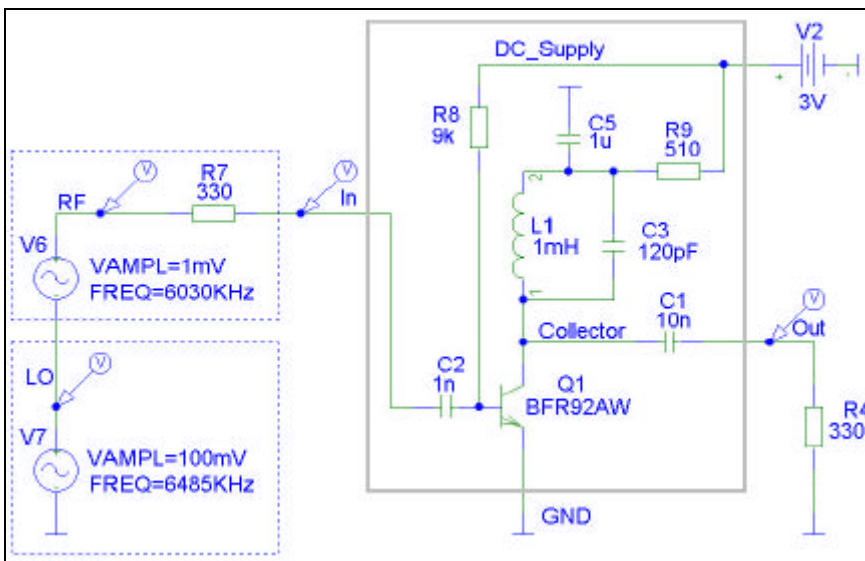 DC_Supply
V2
3V
R8
9k
C5
1u
R9
510
RF
R7
330
In
V6
VAMPL=1mV
FREQ=6030KHz
2
L1
1mH
1
C3
120pF
Collector
C1
10n
Out
LO
V7
VAMPL=100mV
FREQ=6485KHz
C2
1n
Q1
BFR92AW
R4
330
GND
V
V
V
V
+
-